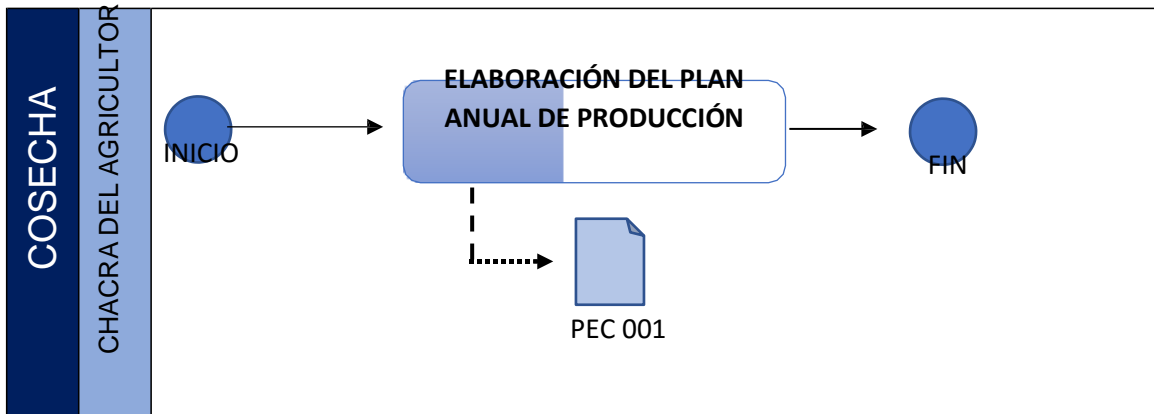 COSECHA
CHACRA DEL AGRICULTOR
INICIO
ELABORACIÓN DEL PLAN
ANUAL DE PRODUCCIÓN
FIN
PEC 001